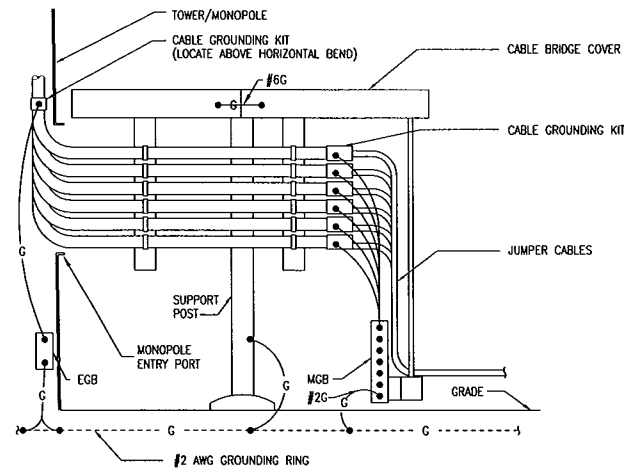 TOWER/MONOPOLE
CABLE GROUNDING KIT
(LOCATE ABOVE HORIZONTAL BEND)
CABLE BRIDGE COVER
#6G
G
CABLE GROUNDING KIT
G
JUMPER CABLES
SUPPORT
POST
MONOPOLE
ENTRY PORT
EGB
G
G
MGB
#2G
G
GRADE
G
G
G
#2 AWG GROUNDING RING